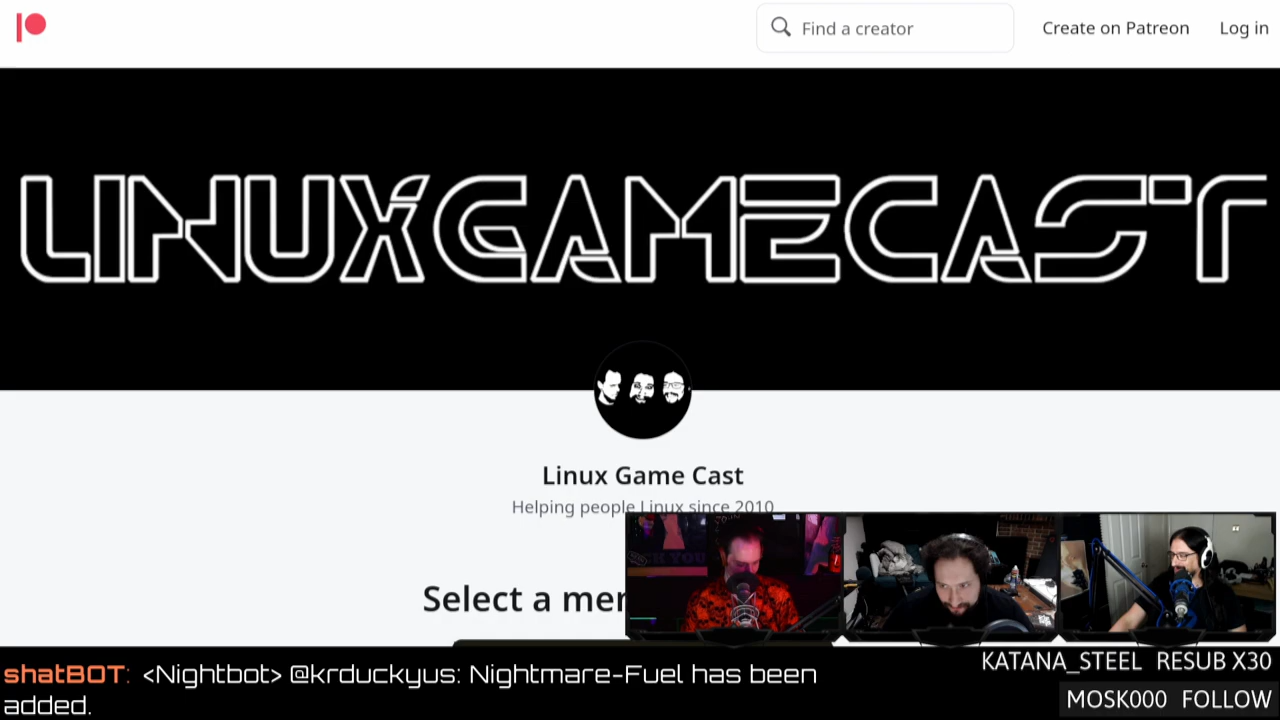 Find a creator
Create on Patreon
Log in
LINUXGAMECAST
Linux Game Cast
Helping people Linux since 2010
Select a mer
shatBOT: <Nightbot> @krduckyus: Nightmare-Fuel has been
added.
KATANA_STEEL RESUB X30
MOSK000 FOLLOW